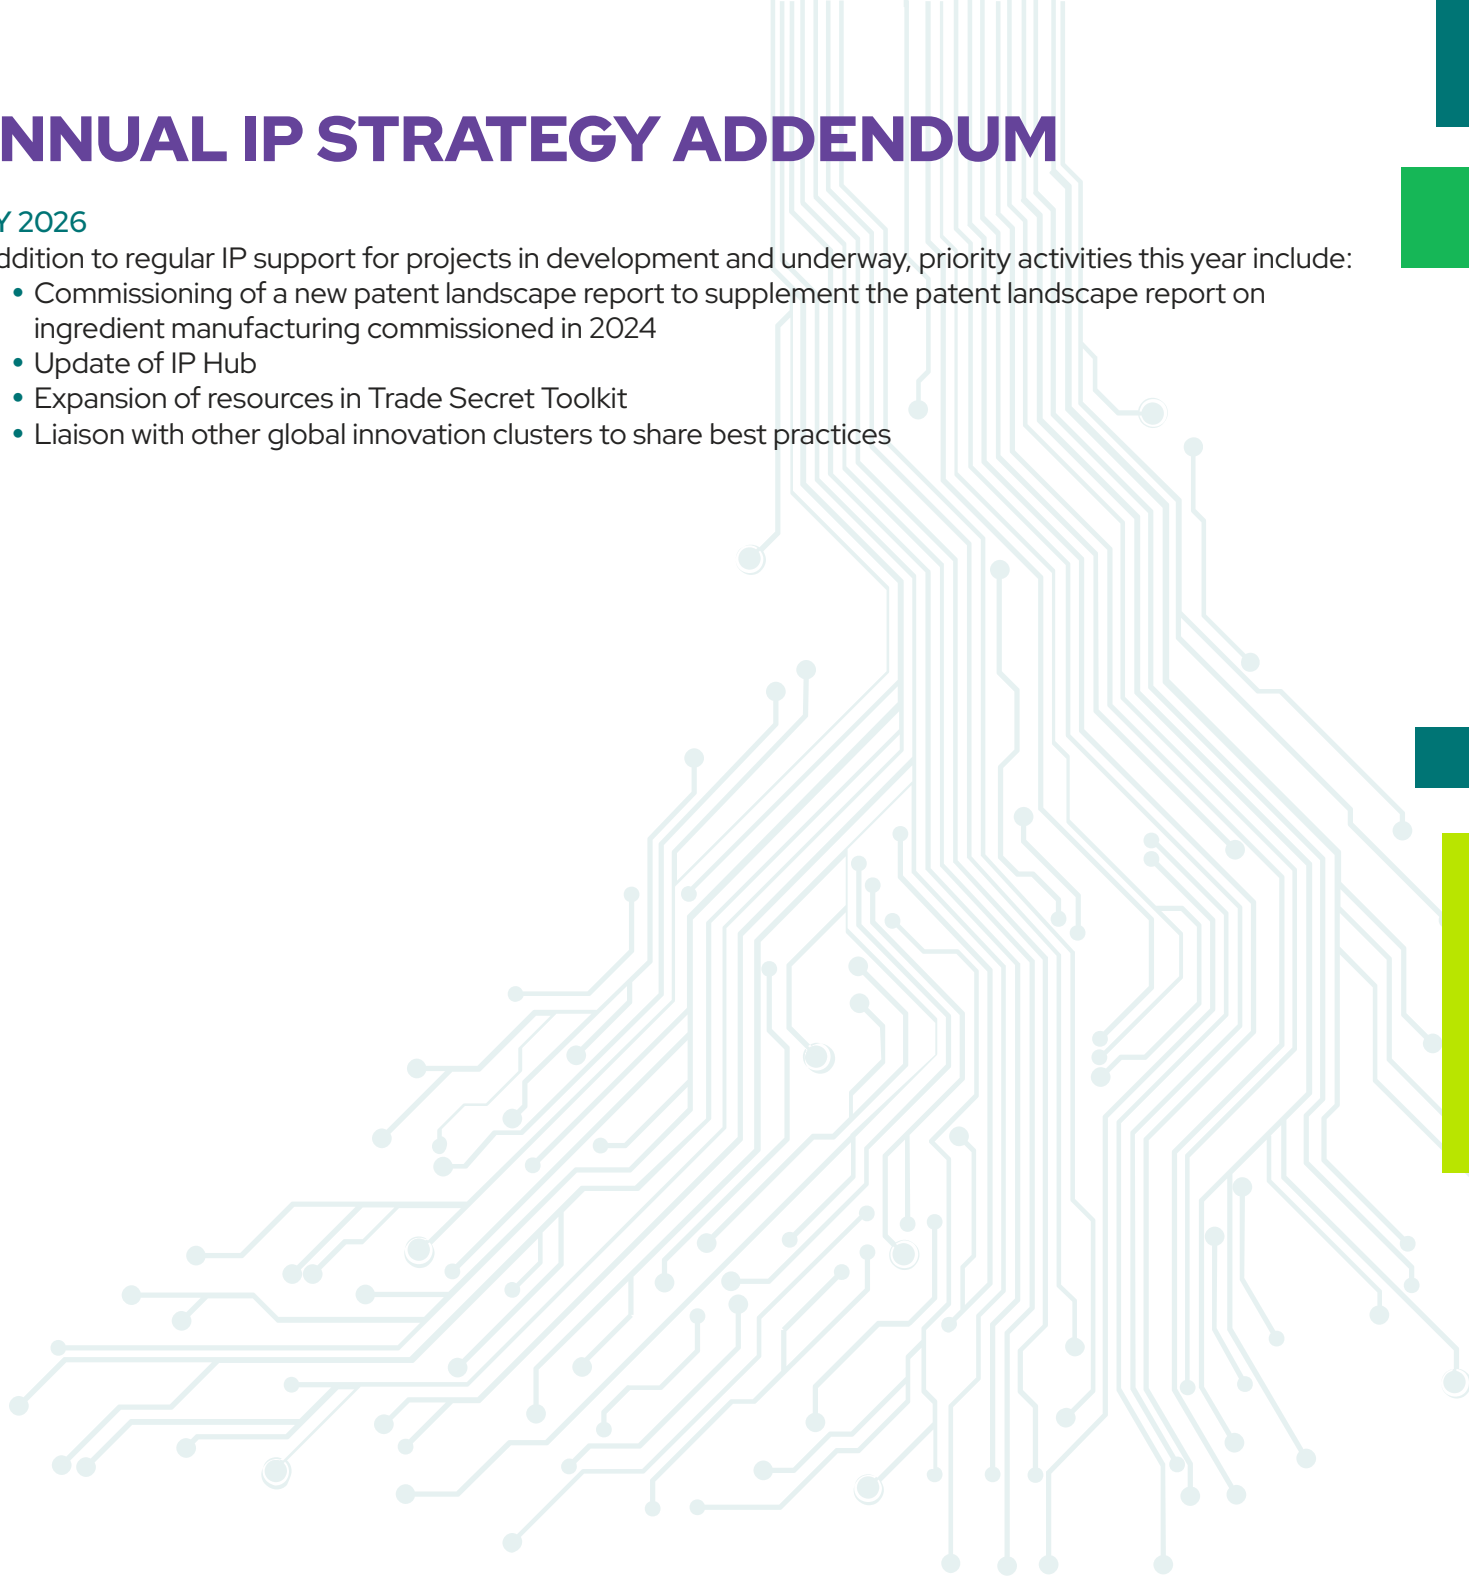 NNUAL IP STRATEGY ADDENDUM
Y 2026
ddition to regular IP support for projects in development and underway, priority activities this year include:
• Commissioning of a new patent landscape report to supplement the patent landscape report on
ingredient manufacturing commissioned in 2024
• Update of IP Hub
• Expansion of resources in Trade Secret Toolkit
• Liaison with other global innovation clusters to share best practices